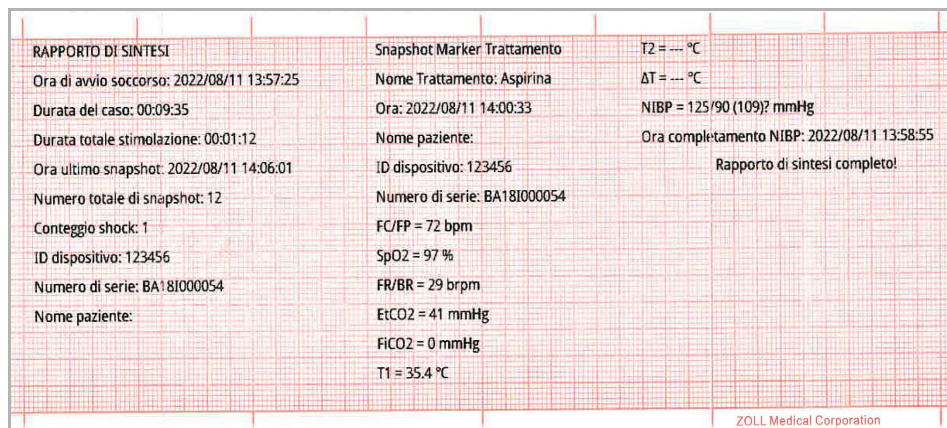 RAPPORTO DI SINTESI
Ora di avvio soccorso: 2022/08/11 13:57:25
Durata del caso: 00:09:35
Durata totale stimolazione: 00:01:12
Ora ultimo snapshot: 2022/08/11 14:06:01
Numero totale di snapshot: 12
Conteggio shock: 1
ID dispositivo: 123456
Numero di serie: BA18I000054
Nome paziente:
Snapshot Marker Trattamento
Nome Trattamento: Aspirina
Ora: 2022/08/11 14:00:33
Nome paziente:
ID dispositivo: 123456
Numero di serie: BA18I000054
FC/FP = 72 bpm
SpO2 = 97 %
FR/BR = 29 brpm
EtCO2 = 41 mmHg
FiCO2 = 0 mmHg
T1 = 35.4 °C
T2 = --- °C
ΔT = --- °C
NIBP = 125/90 (109)? mmHg
Ora completamento NIBP: 2022/08/11 13:58:55
Rapporto di sintesi completo!
ZOLL Medical Corporation